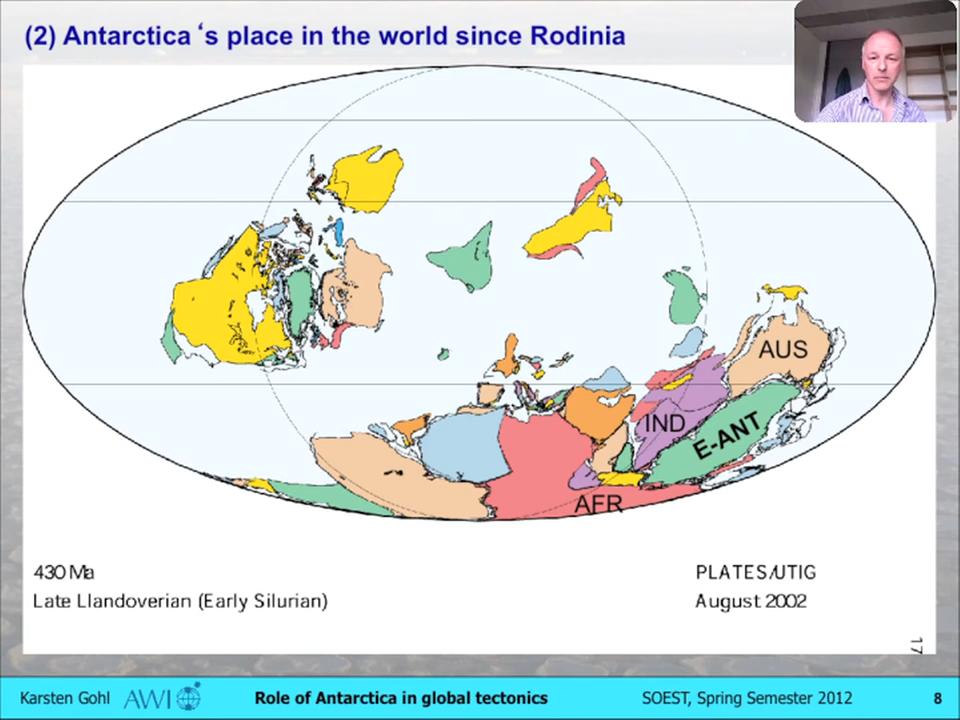 (2) Antarctica‘s place in the world since Rodinia
AUS
IND
E-ANT
AFR
430 Ma
PLATES/UTIG
Late Llandoverian (Early Silurian)
August 2002
17
Karsten Gohl
AWI
Role of Antarctica in global tectonics
SOEST, Spring Semester 2012
8